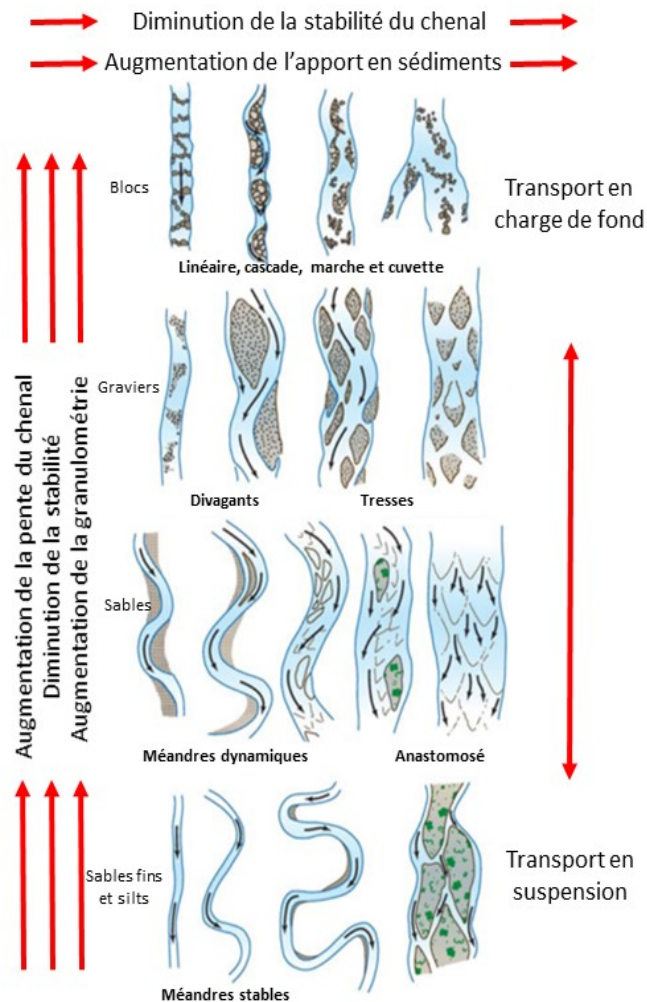 Diminution de la stabilité du chenal
Augmentation de l'apport en sédiments
Blocs
Transport en
charge de fond
Linéaire, cascade, marche et cuvette
Graviers
Divagants
Tresses
Augmentation de la pente du chenal
Diminution de la stabilité
Augmentation de la granulométrie
Sables
Méandres dynamiques
Anastomosé
Sables fins
et silts
Transport en
suspension
Méandres stables